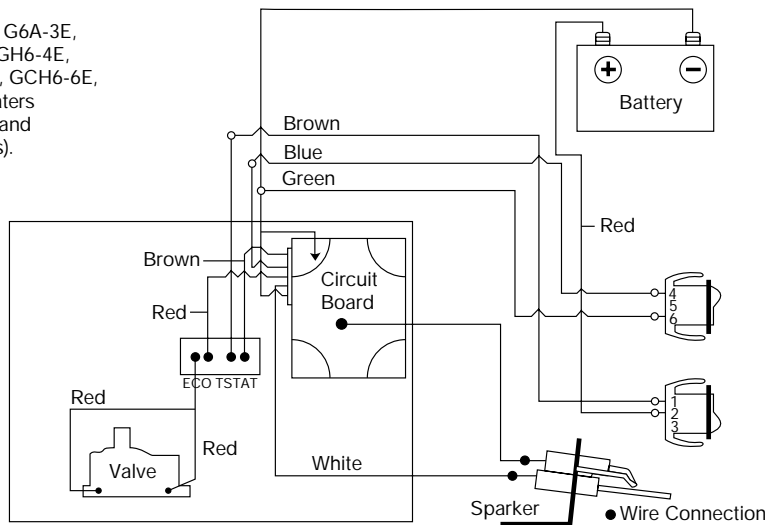 G6A-3E,
GH6-4E,
, GCH6-6E,
ters
and
s).
+
−
Battery
Brown
Blue
Green
Red
Brown
Circuit
Board
4
5
6
Red
ECO TSTAT
1
2
3
Red
Red
Valve
White
Sparker
Wire Connection